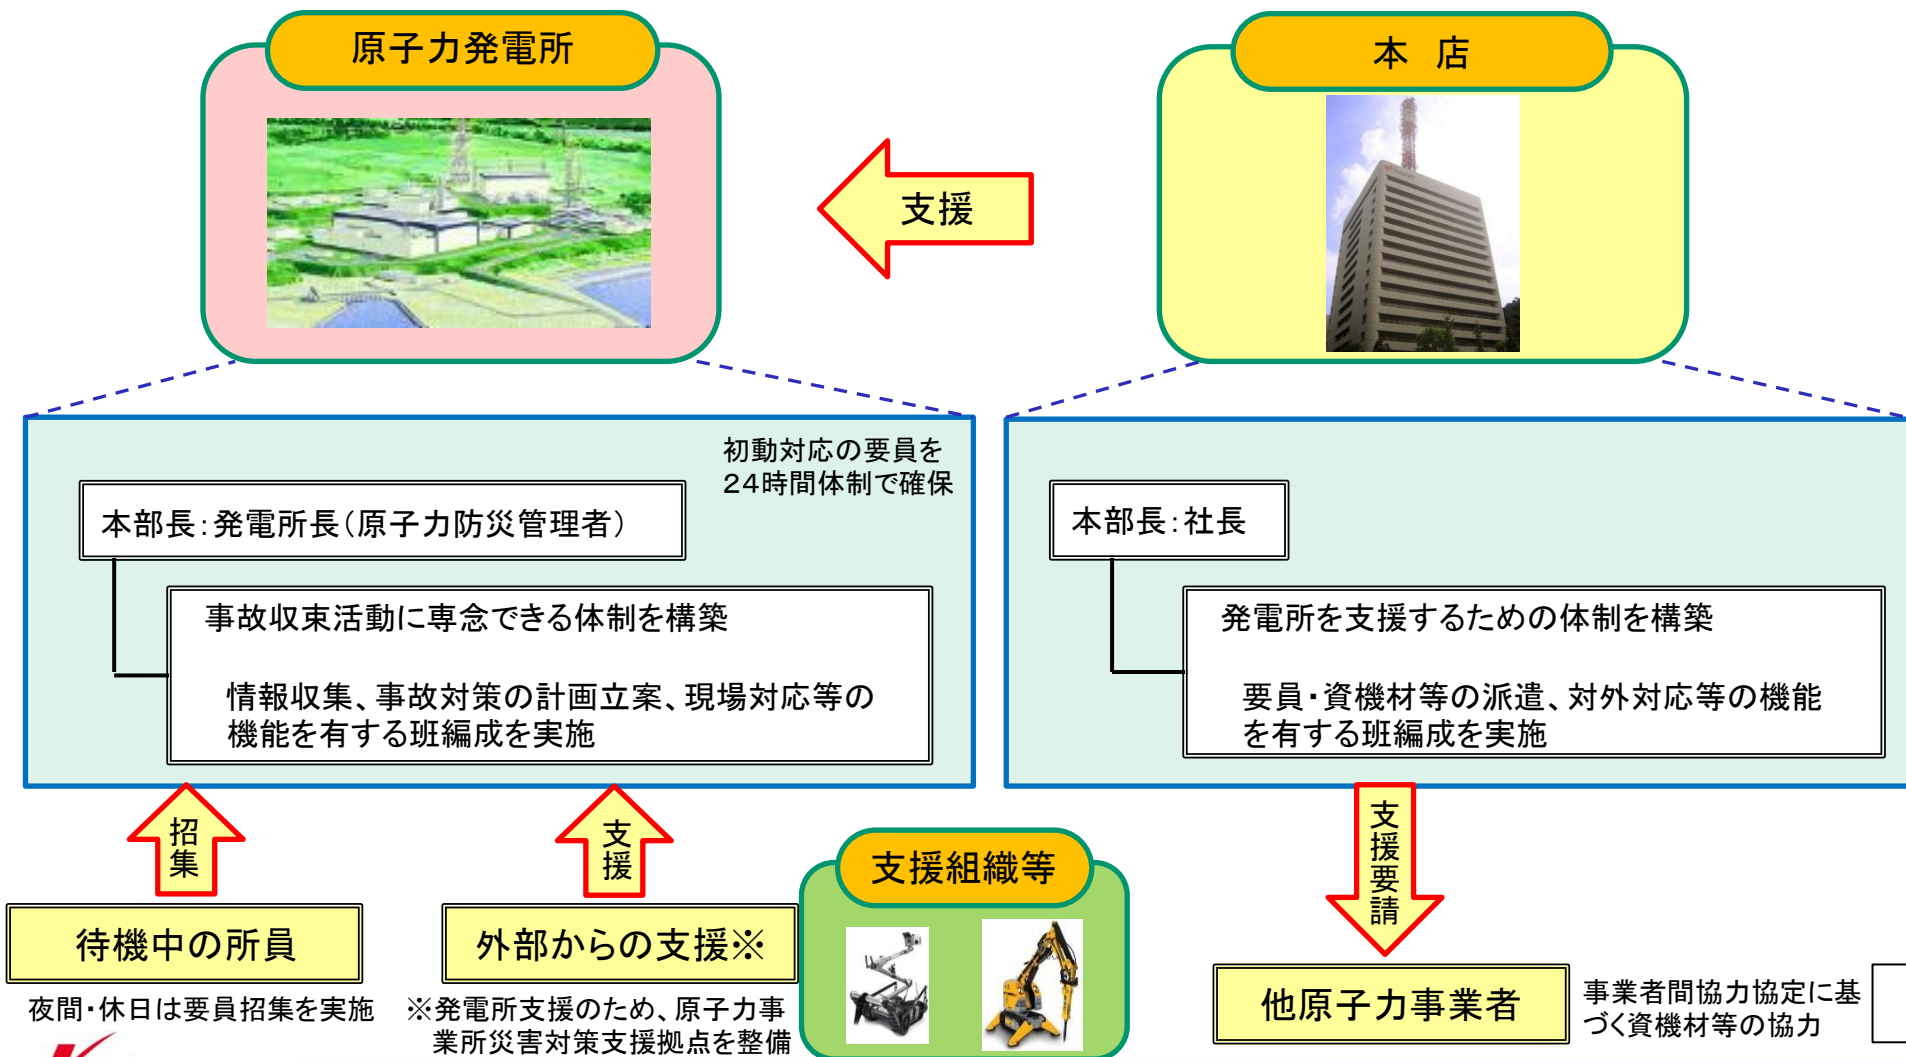 原子力発電所
本 店
支援
初動対応の要員を
24時間体制で確保
本部長：発電所長（原子力防災管理者）
事故収束活動に専念できる体制を構築
情報収集、事故対策の計画立案、現場対応等の
機能を有する班編成を実施
本部長：社長
発電所を支援するための体制を構築
要員・資機材等の派遣、対外対応等の機能
を有する班編成を実施
招集
支援
支援組織等
支援要請
待機中の所員
外部からの支援※
他原子力事業者
事業者間協力協定に基
づく資機材等の協力
夜間・休日は要員招集を実施
※発電所支援のため、原子力事
業所災害対策支援拠点を整備